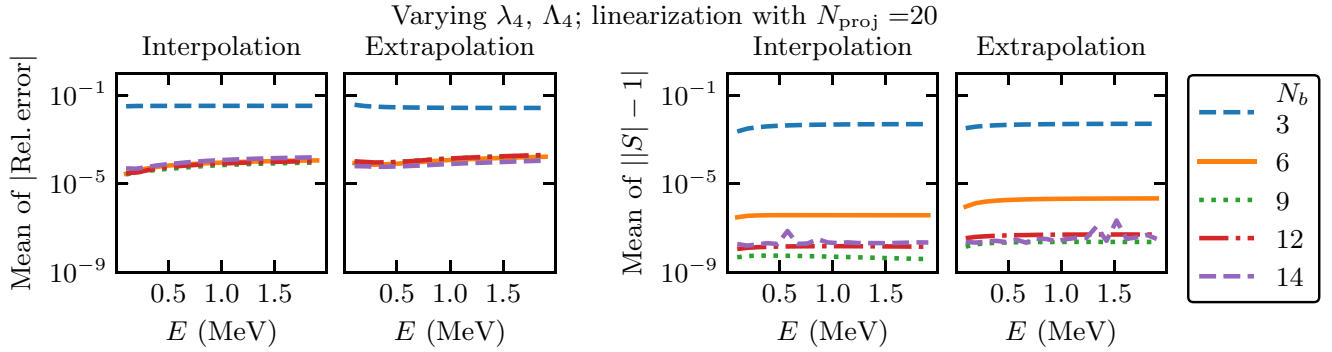 Varying λ₄, Λ₄; linearization with N_proj =20
Interpolation
Extrapolation
Interpolation
Extrapolation
Mean of |Rel. error|
10⁻¹
10⁻⁵
10⁻⁹
0.5 1.0 1.5
E (MeV)
0.5 1.0 1.5
E (MeV)
Mean of ||S| − 1|
10⁻¹
10⁻⁵
10⁻⁹
0.5 1.0 1.5
E (MeV)
0.5 1.0 1.5
E (MeV)
N_b
3
6
9
12
14